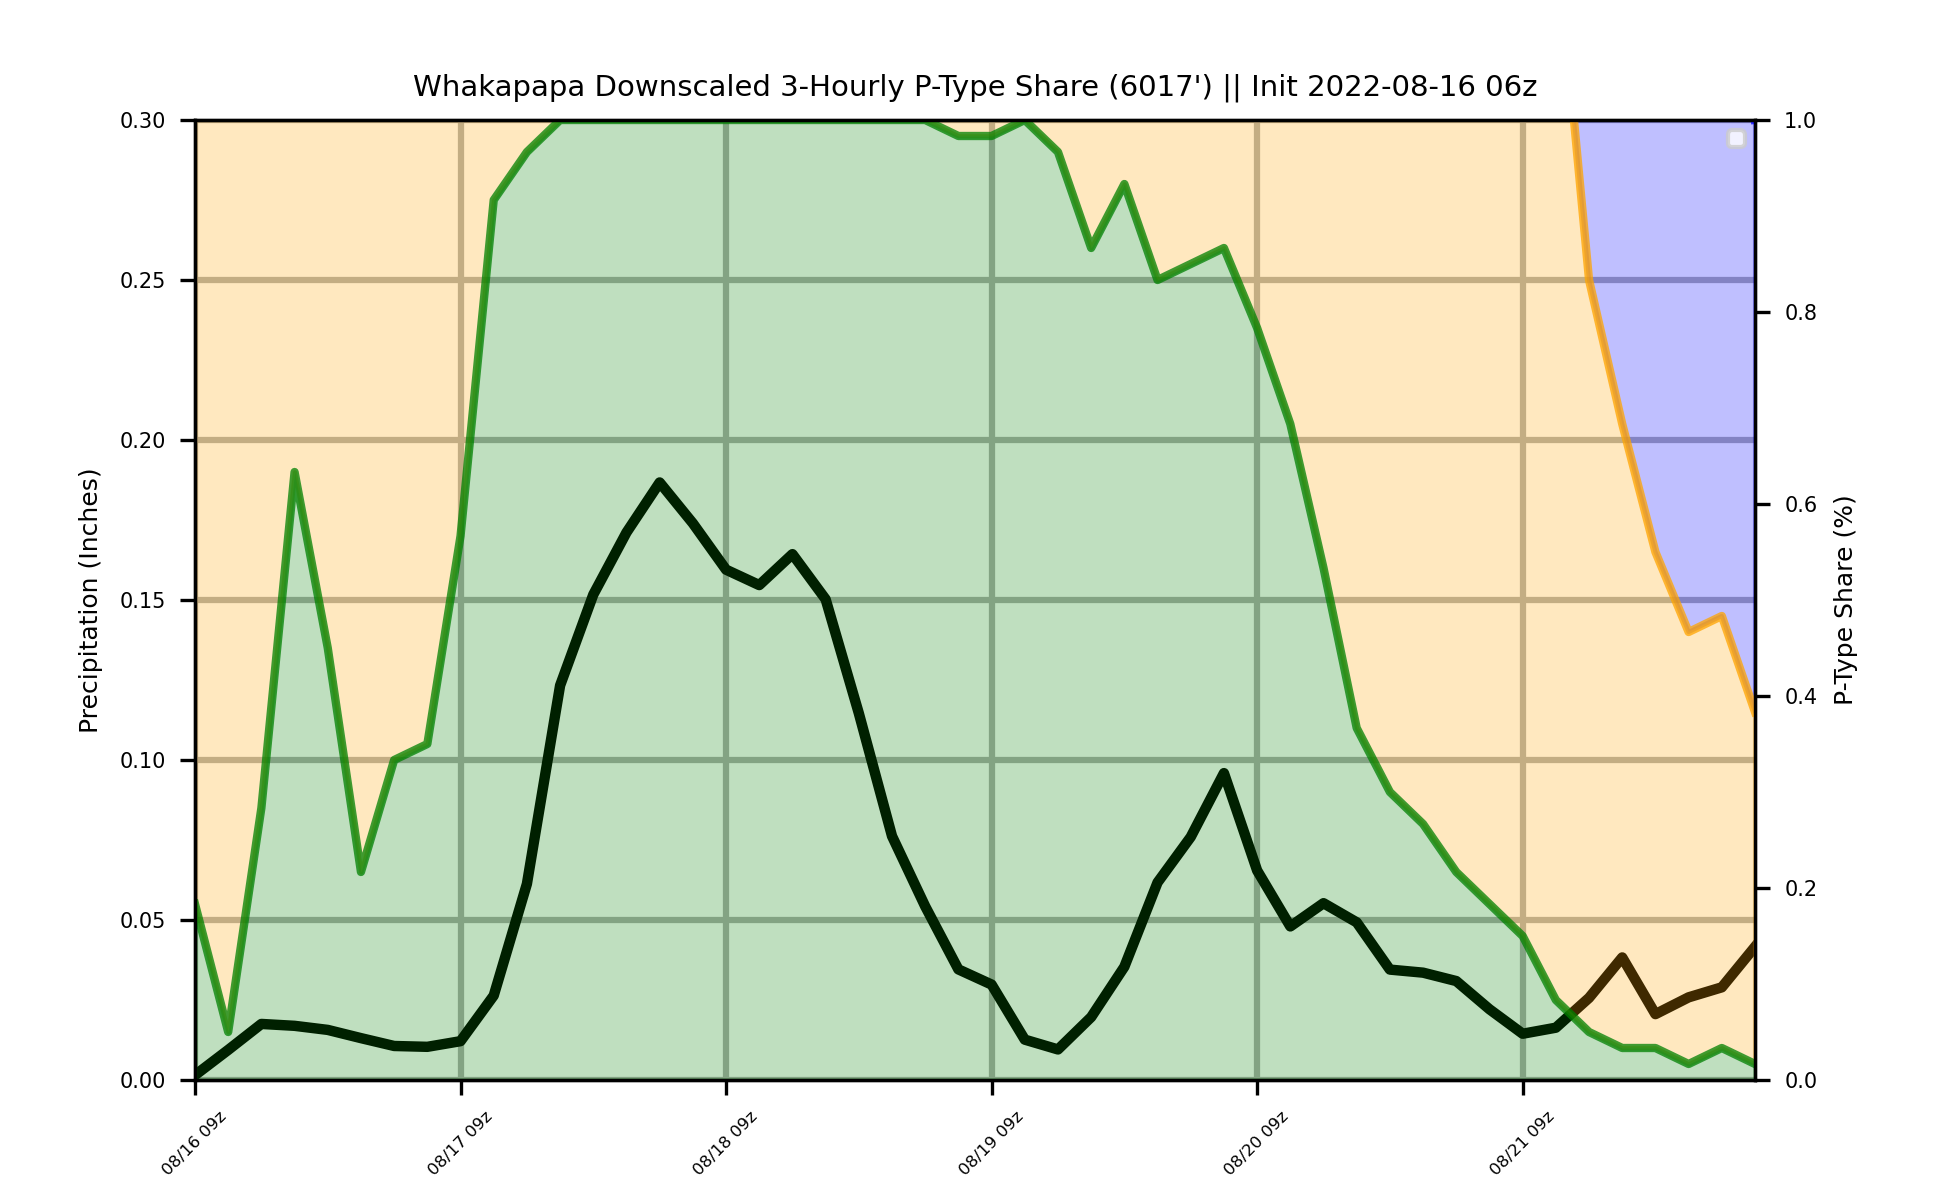 Whakapapa Downscaled 3-Hourly P-Type Share (6017') || Init 2022-08-16 06z
0.30
0.25
0.20
0.15
0.10
0.05
0.00
Precipitation (Inches)
1.0
0.8
0.6
0.4
0.2
0.0
P-Type Share (%)
08/16 09z
08/17 09z
08/18 09z
08/19 09z
08/20 09z
08/21 09z